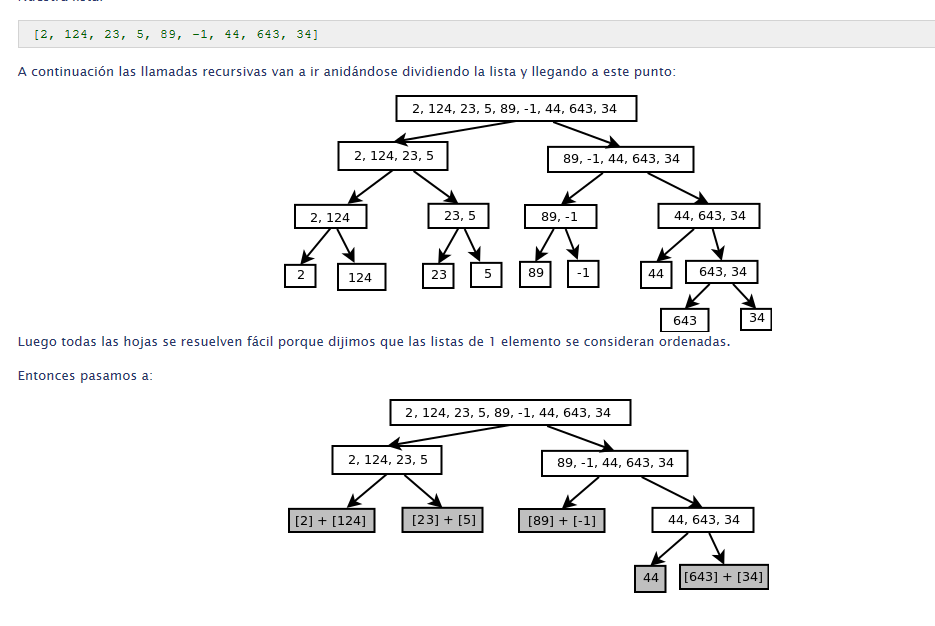 [2, 124, 23, 5, 89, -1, 44, 643, 34]
A continuación las llamadas recursivas van a ir anidándose dividiendo la lista y llegando a este punto:
2, 124, 23, 5, 89, -1, 44, 643, 34
2, 124, 23, 5
89, -1, 44, 643, 34
2, 124
23, 5
89, -1
44, 643, 34
2
124
23
5
89
-1
44
643, 34
643
34
Luego todas las hojas se resuelven fácil porque dijimos que las listas de 1 elemento se consideran ordenadas.
Entonces pasamos a:
2, 124, 23, 5, 89, -1, 44, 643, 34
2, 124, 23, 5
89, -1, 44, 643, 34
[2] + [124]
[23] + [5]
[89] + [-1]
44, 643, 34
44
[643] + [34]